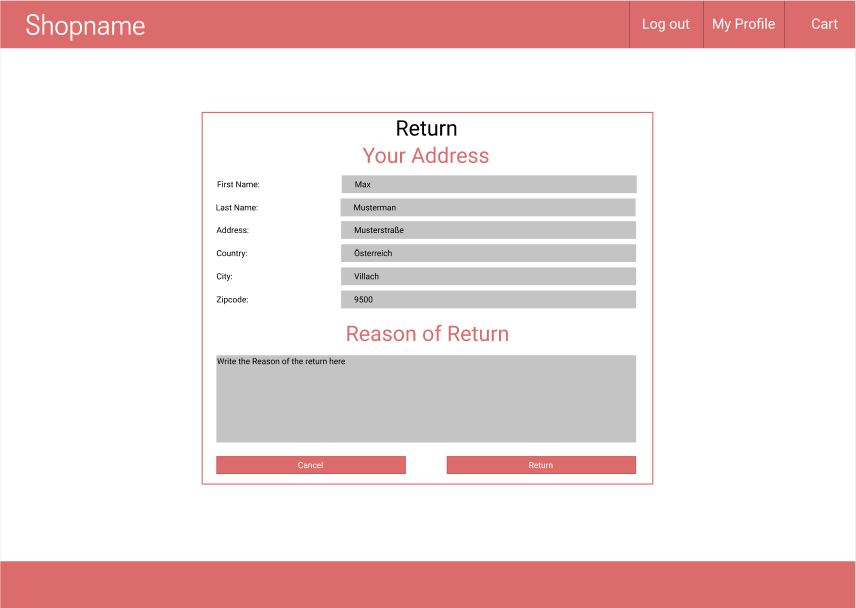 Shopname
Log out My Profile Cart
Return
Your Address
First Name: Max
Last Name: Musterman
Address: Musterstraße
Country: Österreich
City: Villach
Zipcode: 9500
Reason of Return
Write the Reason of the return here
Cancel Return